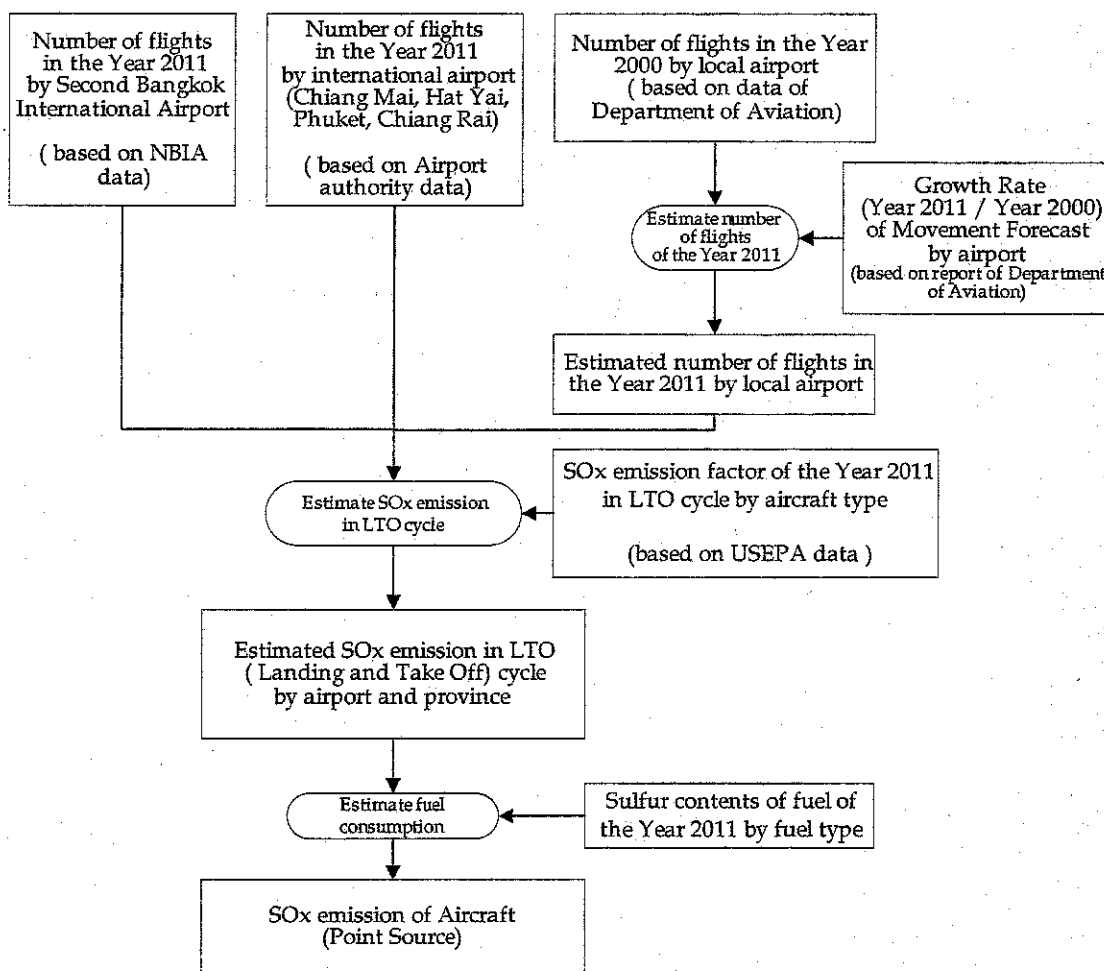 Number of flights
in the Year 2011
by Second Bangkok
International Airport
( based on NBIA
data)
Number of flights
in the Year 2011
by international airport
(Chiang Mai, Hat Yai,
Phuket, Chiang Rai)
( based on Airport
authority data)
Number of flights in the Year
2000 by local airport
( based on data of
Department of Aviation)
Growth Rate
(Year 2011 / Year 2000)
of Movement Forecast
by airport
(based on report of Department
of Aviation)
Estimate number
of flights
of the Year 2011
Estimated number of flights in
the Year 2011 by local airport
SOx emission factor of the Year 2011
in LTO cycle by aircraft type
(based on USEPA data )
Estimate SOx emission
in LTO cycle
Estimated SOx emission in LTO
( Landing and Take Off) cycle
by airport and province
Estimate fuel
consumption
Sulfur contents of fuel of
the Year 2011 by fuel type
SOx emission of Aircraft
(Point Source)